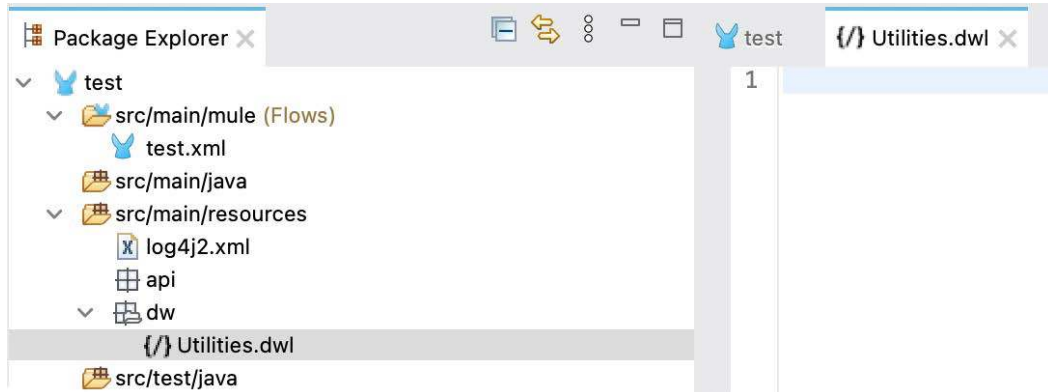 Package Explorer
test
{/} Utilities.dwl
test
src/main/mule (Flows)
test.xml
src/main/java
src/main/resources
log4j2.xml
api
dw
{/} Utilities.dwl
src/test/java
1